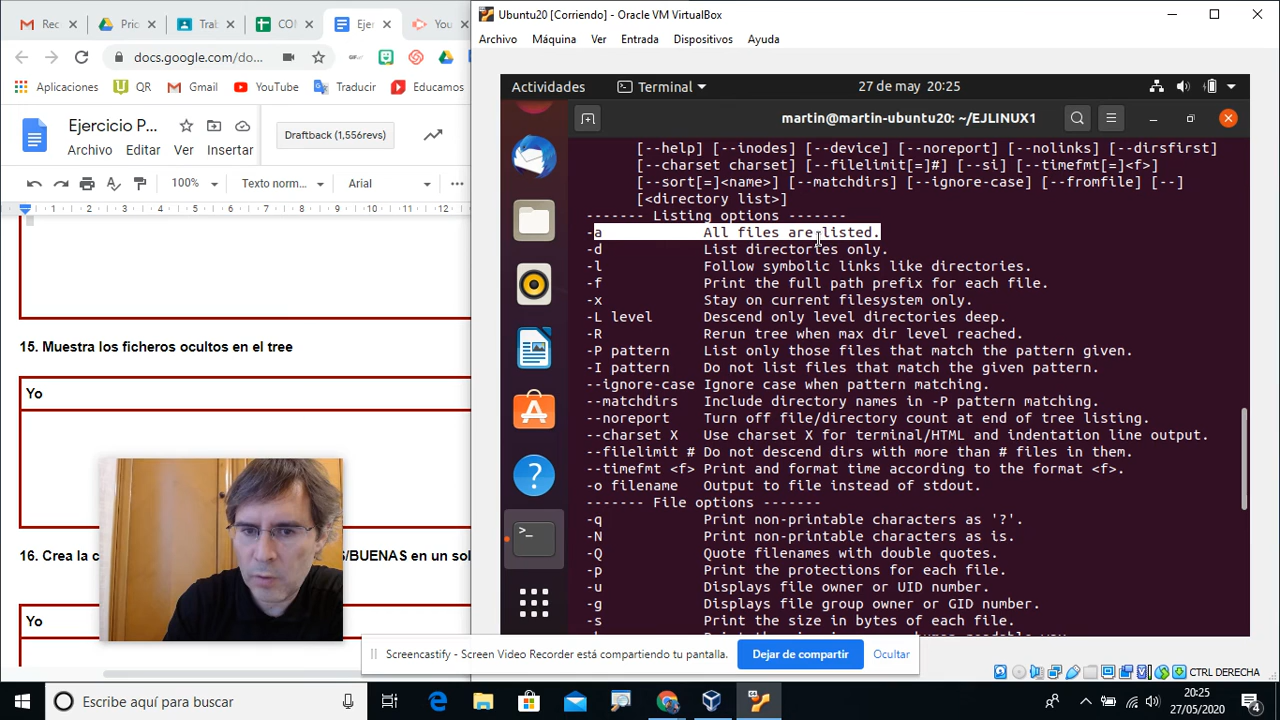 Rec
Pric
Trab
CON
Ejer
You
docs.google.com/do...
Aplicaciones
QR
Gmail
YouTube
Traducir
Educamos
Ejercicio P
Draftback (1,556revs)
Archivo
Editar
Ver
Insertar
100%
Texto norm...
Arial
1 2 3 4 5 6 7 8 9
15. Muestra los ficheros ocultos en el tree
Yo
16. Crea la c
S/BUENAS en un sol
Yo
Ubuntu20 [Corriendo] - Oracle VM VirtualBox
Archivo
Máquina
Ver
Entrada
Dispositivos
Ayuda
Actividades
Terminal
27 de may 20:25
martin@martin-ubuntu20: ~/EJLINUX1
[--help] [--inodes] [--device] [--noreport] [--nolinks] [--dirsfirst]
[--charset charset] [--filelimit[=]#] [--si] [--timefmt[=]<f>]
[--sort[=]<name>] [--matchdirs] [--ignore-case] [--fromfile] [--]
[<directory list>]
------- Listing options -------
-a All files are listed.
-d List directories only.
-l Follow symbolic links like directories.
-f Print the full path prefix for each file.
-x Stay on current filesystem only.
-L level Descend only level directories deep.
-R Rerun tree when max dir level reached.
-P pattern List only those files that match the pattern given.
-I pattern Do not list files that match the given pattern.
--ignore-case Ignore case when pattern matching.
--matchdirs Include directory names in -P pattern matching.
--noreport Turn off file/directory count at end of tree listing.
--charset X Use charset X for terminal/HTML and indentation line output.
--filelimit # Do not descend dirs with more than # files in them.
--timefmt <f> Print and format time according to the format <f>.
-o filename Output to file instead of stdout.
------- File options -------
-q Print non-printable characters as '?'.
-N Print non-printable characters as is.
-Q Quote filenames with double quotes.
-p Print the protections for each file.
-u Displays file owner or UID number.
-g Displays file group owner or GID number.
-s Print the size in bytes of each file.
Screencastify - Screen Video Recorder está compartiendo tu pantalla.
Dejar de compartir
Ocultar
CTRL DERECHA
Escribe aquí para buscar
20:25
27/05/2020
4